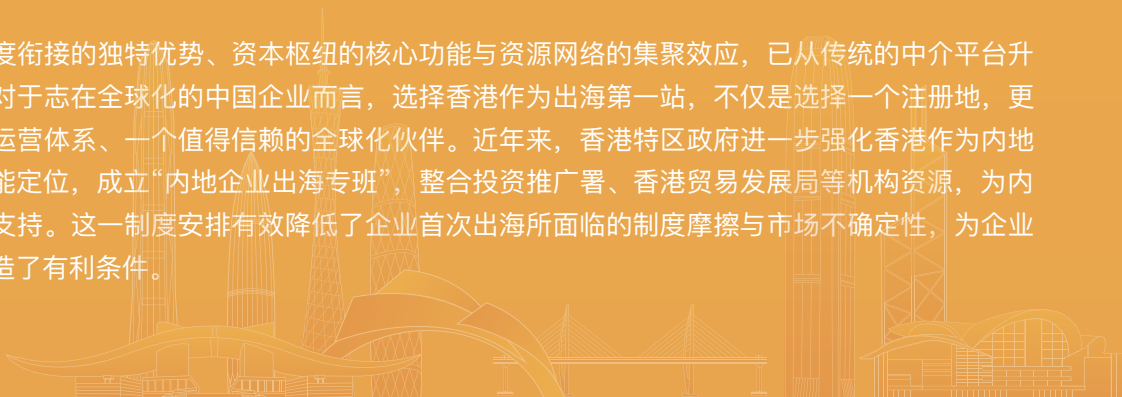 度衔接的独特优势、资本枢纽的核心功能与资源网络的集聚效应，已从传统的中介平台升
对于志在全球化的中国企业而言，选择香港作为出海第一站，不仅是选择一个注册地，更
运营体系、一个值得信赖的全球化伙伴。近年来，香港特区政府进一步强化香港作为内地
能定位，成立“内地企业出海专班”，整合投资推广署、香港贸易发展局等机构资源，为内
支持。这一制度安排有效降低了企业首次出海所面临的制度摩擦与市场不确定性，为企业
造了有利条件。